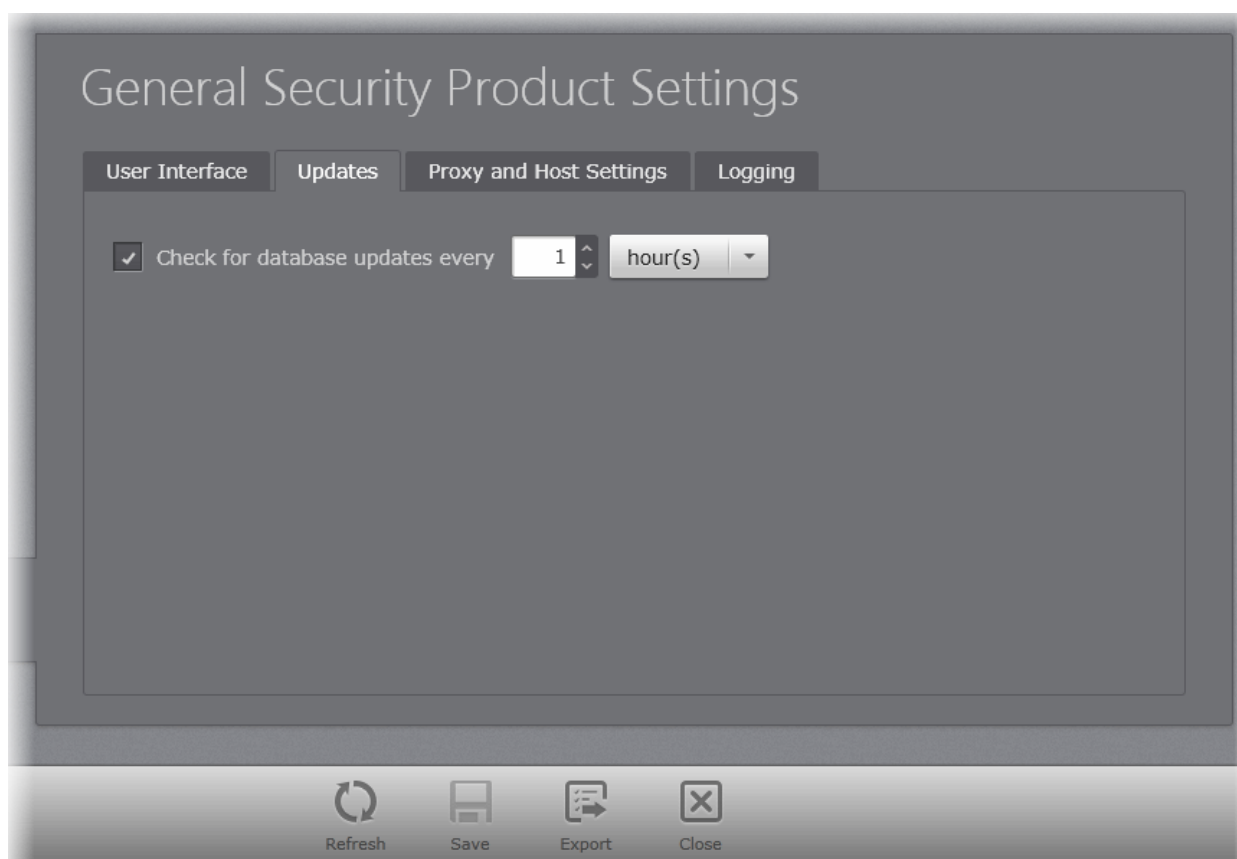 General Security Product Settings
User Interface Updates Proxy and Host Settings Logging
Check for database updates every 1 hour(s)
Refresh Save Export Close